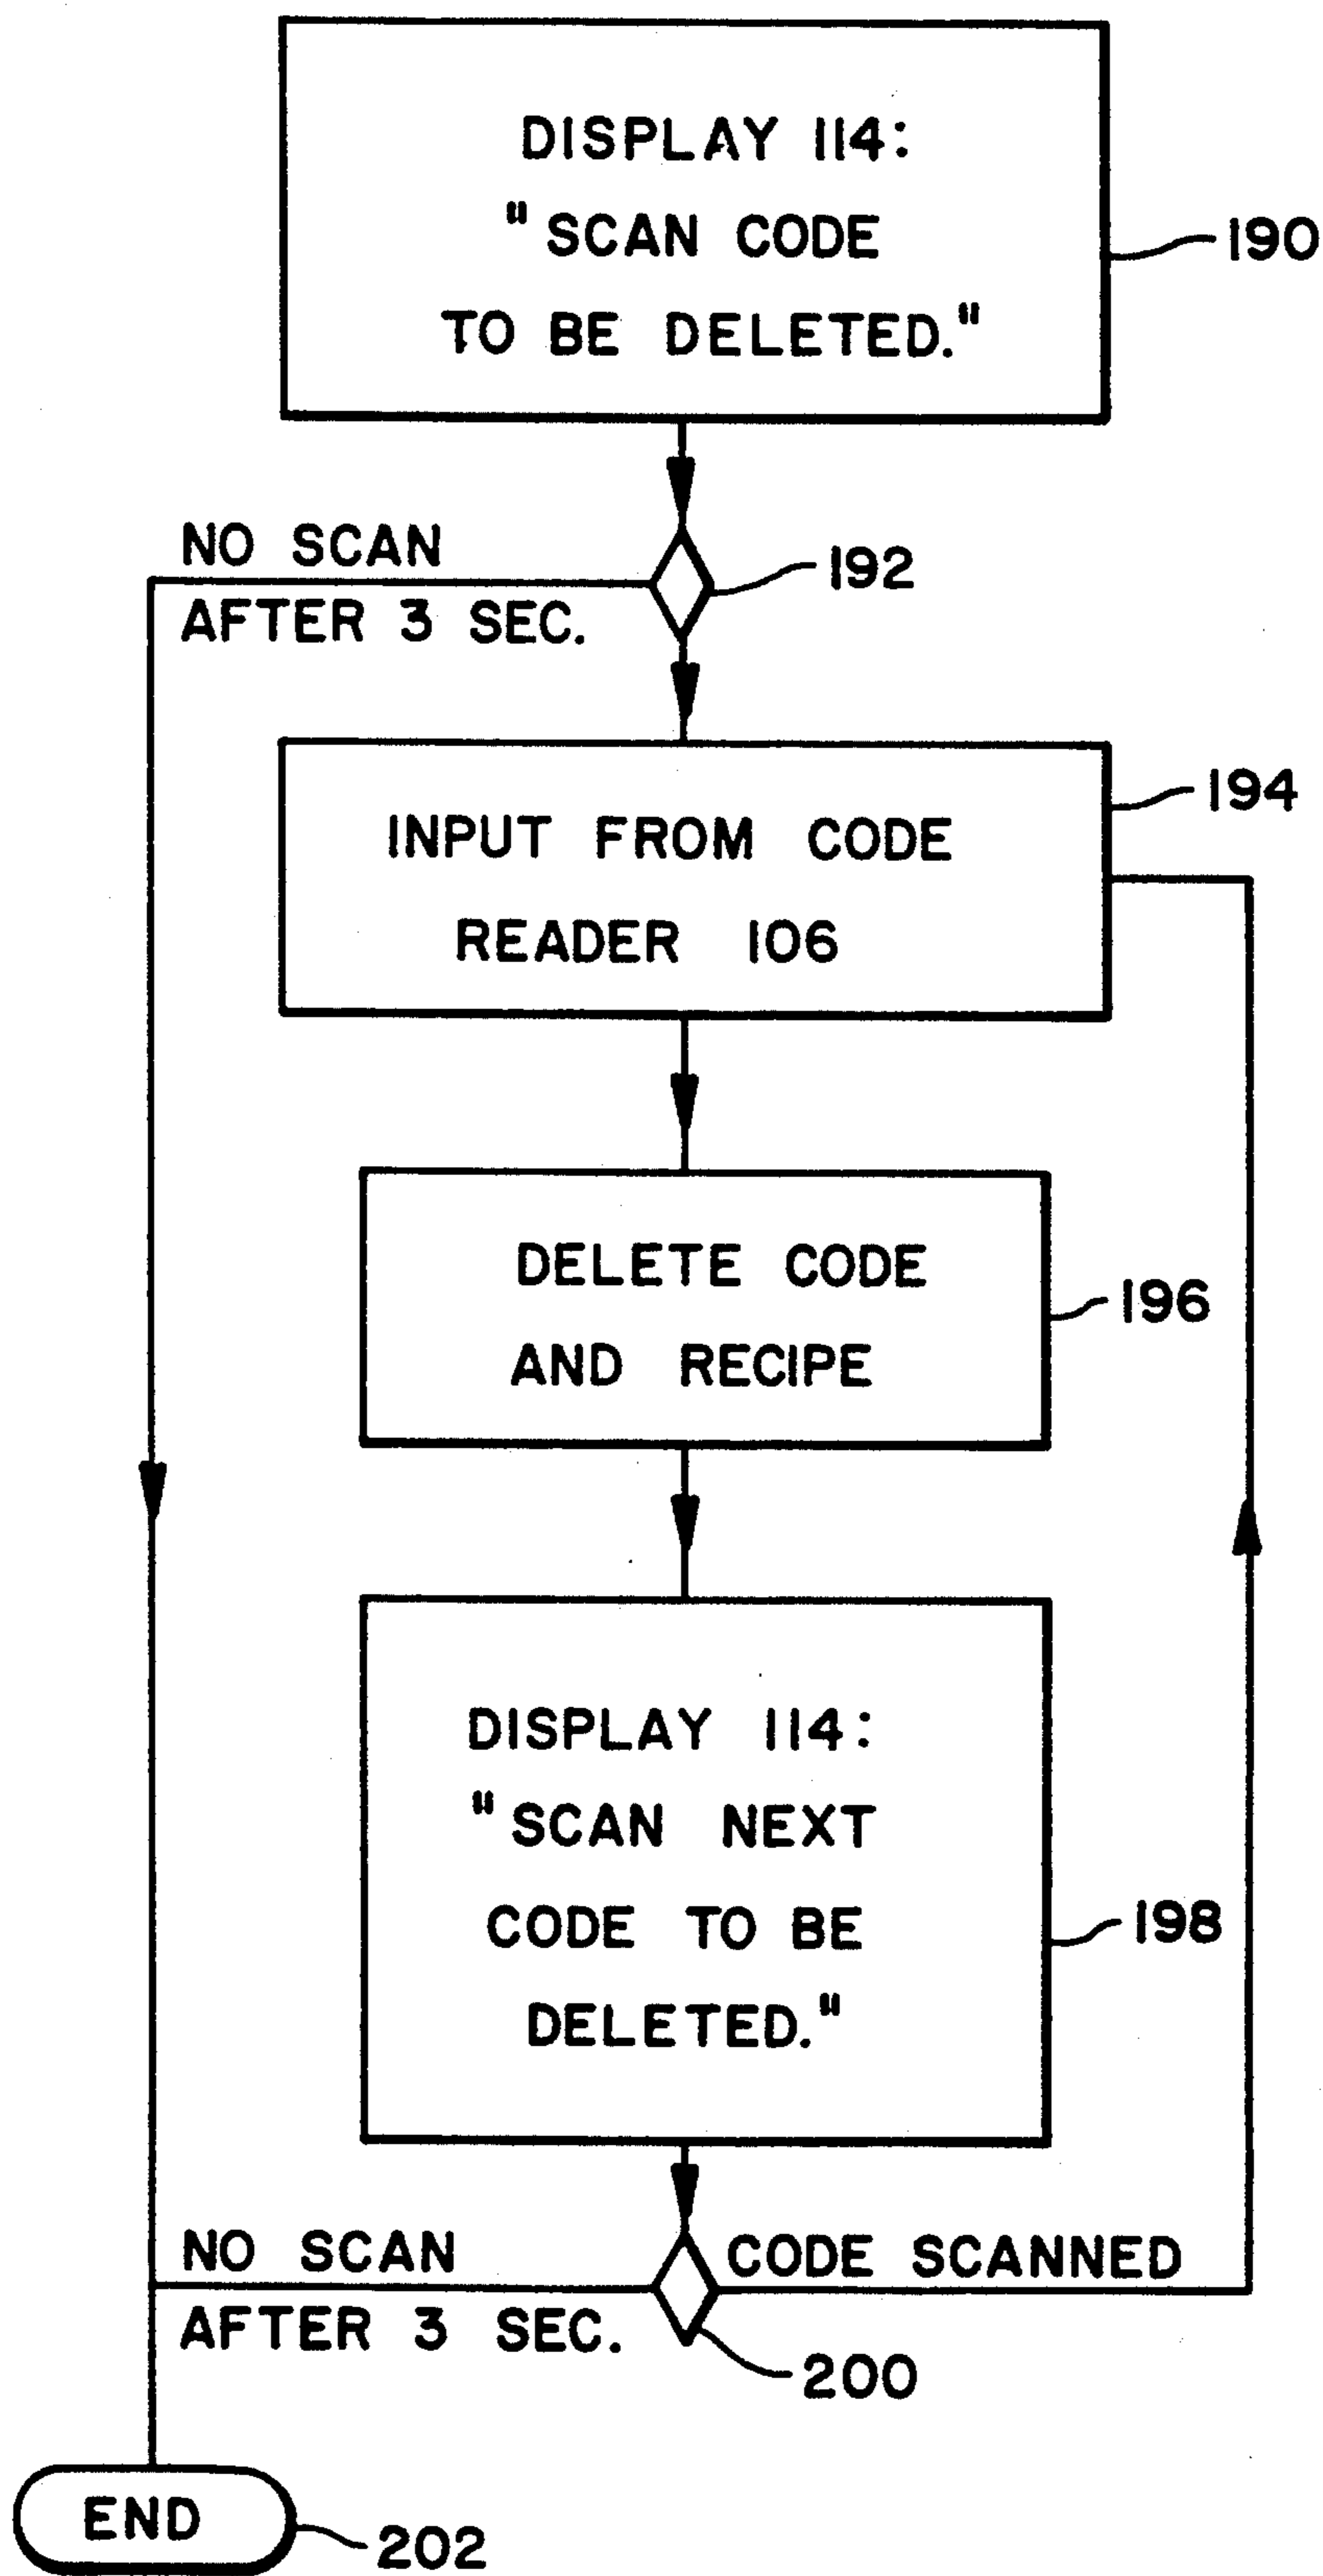 DISPLAY 114:
"SCAN CODE
TO BE DELETED."
190
NO SCAN
AFTER 3 SEC.
192
194
INPUT FROM CODE
READER 106
DELETE CODE
AND RECIPE
196
DISPLAY 114:
"SCAN NEXT
CODE TO BE
DELETED."
198
NO SCAN
AFTER 3 SEC.
CODE SCANNED
200
END
202